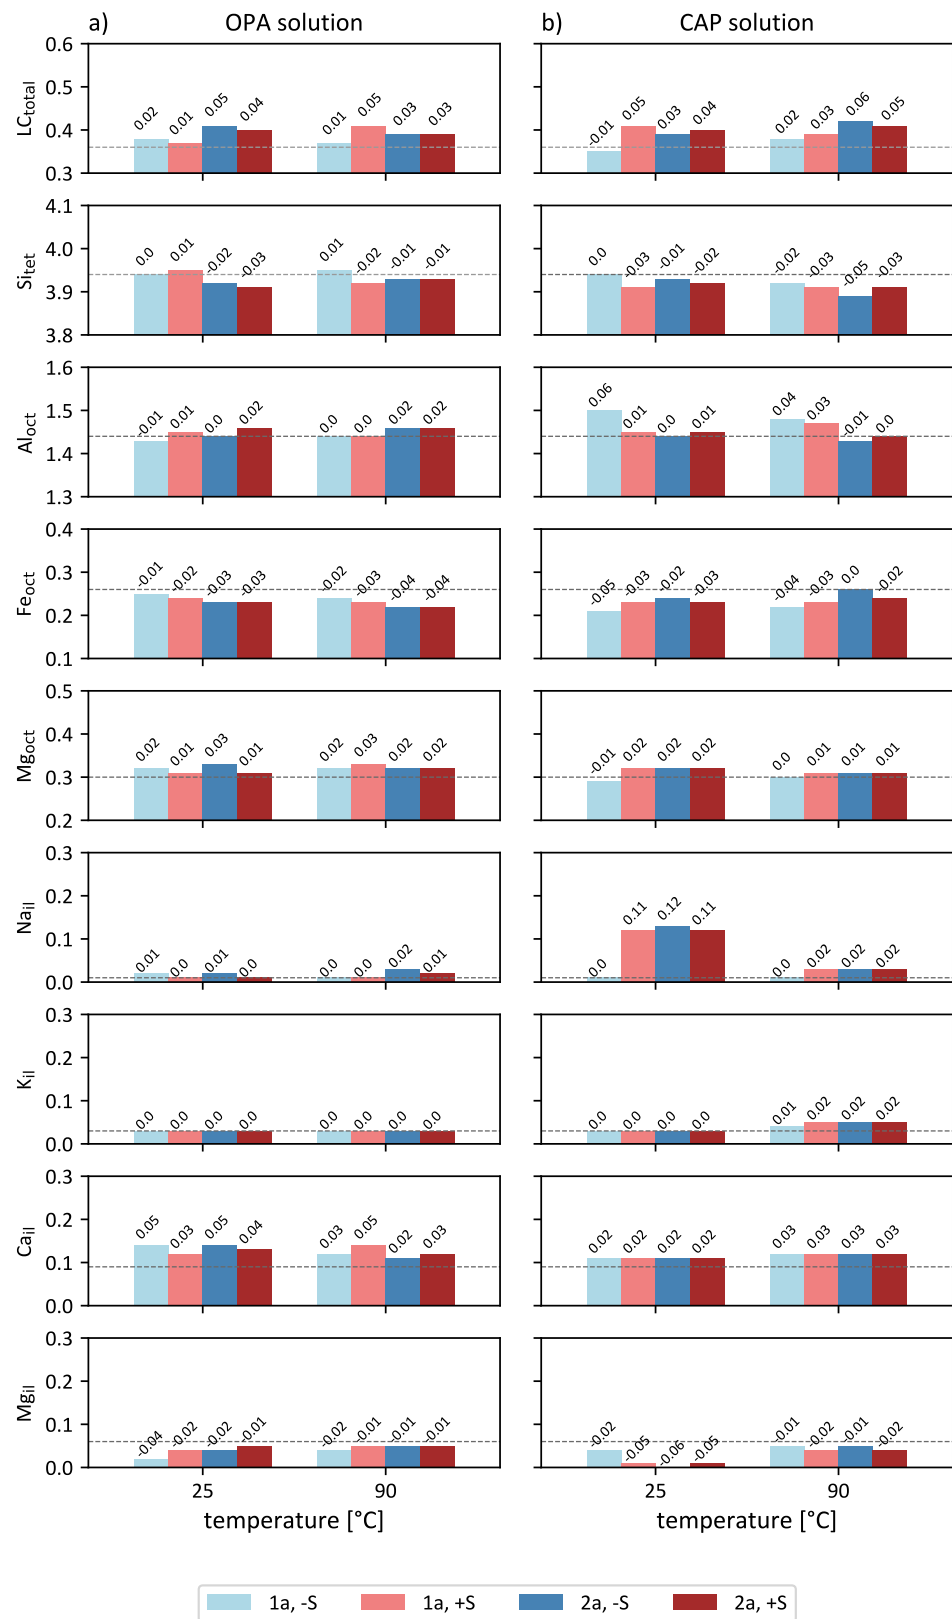 a) OPA solution b) CAP solution
LCtotal
0.6
0.5
0.4
0.3
0.02 0.01 0.05 0.04 0.01 0.05 0.03 0.03
-0.01 0.05 0.03 0.04 0.02 0.03 0.06 0.05
Sitet
4.1
4.0
3.9
3.8
0.0 0.01 -0.02 -0.03 0.01 -0.02 -0.01 -0.01
0.0 -0.03 -0.01 -0.02 -0.02 -0.03 -0.05 -0.03
Aloct
1.6
1.5
1.4
1.3
-0.01 0.01 0.0 0.02 0.0 0.0 0.02 0.02
0.06 0.01 0.0 0.01 0.04 0.03 -0.01 0.0
Feoct
0.4
0.3
0.2
0.1
-0.01 -0.02 -0.03 -0.03 -0.02 -0.03 -0.04 -0.04
-0.05 -0.03 -0.02 -0.03 -0.04 -0.03 0.0 -0.02
Mgoct
0.5
0.4
0.3
0.2
0.02 0.01 0.03 0.01 0.02 0.03 0.02 0.02
-0.01 0.02 0.02 0.02 0.0 0.01 0.01 0.01
Nail
0.3
0.2
0.1
0.0
0.01 0.0 0.01 0.0 0.0 0.0 0.02 0.01
0.0 0.11 0.12 0.11 0.0 0.02 0.02 0.02
Kil
0.3
0.2
0.1
0.0
0.0 0.0 0.0 0.0 0.0 0.0 0.0 0.0
0.0 0.0 0.0 0.0 0.01 0.02 0.02 0.02
Cail
0.3
0.2
0.1
0.0
0.05 0.03 0.05 0.04 0.03 0.05 0.02 0.03
0.02 0.02 0.02 0.02 0.03 0.03 0.03 0.03
Mgil
0.3
0.2
0.1
0.0
-0.04 -0.02 -0.02 -0.01 -0.02 -0.01 -0.01 -0.01
-0.02 -0.05 -0.06 -0.05 -0.01 -0.02 -0.01 -0.02
25 90 25 90
temperature [°C] temperature [°C]
1a, -S 1a, +S 2a, -S 2a, +S